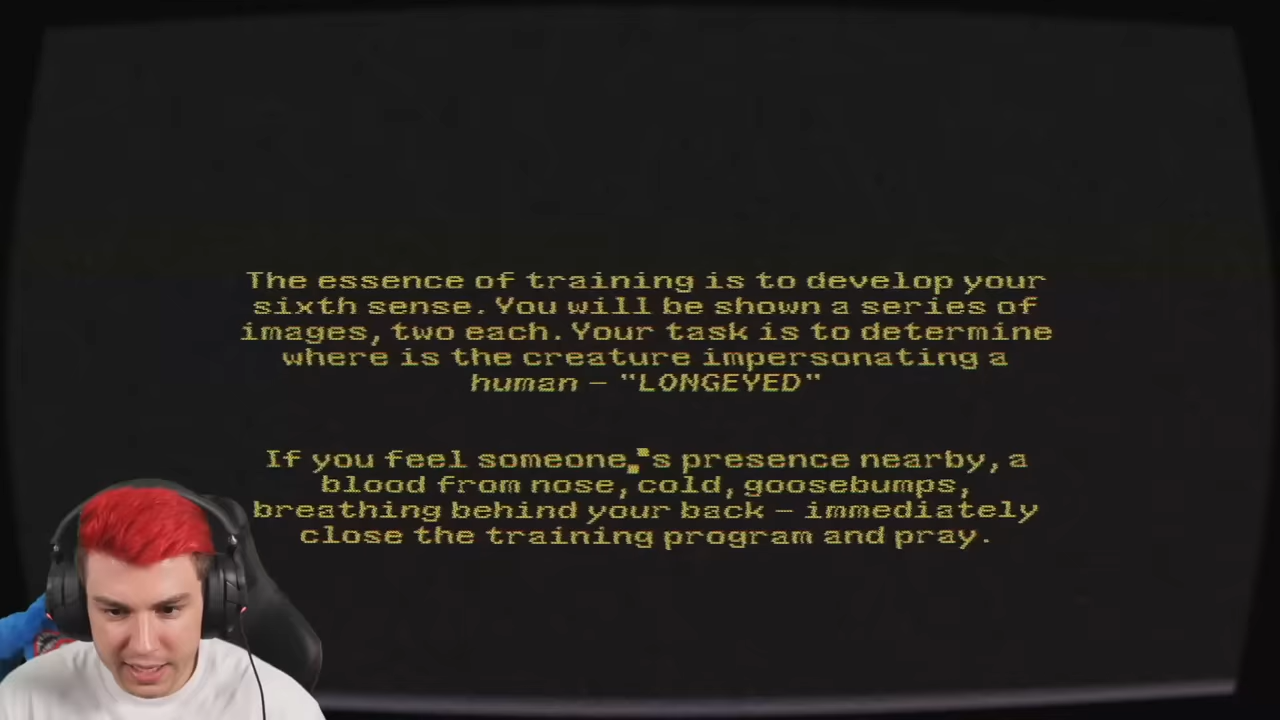 The essence of training is to develop your
sixth sense. You will be shown a series of
images, two each. Your task is to determine
where is the creature impersonating a
human - "LONGEYED"
If you feel someone„"s presence nearby, a
blood from nose, cold, goosebumps,
breathing behind your back - immediately
close the training program and pray.